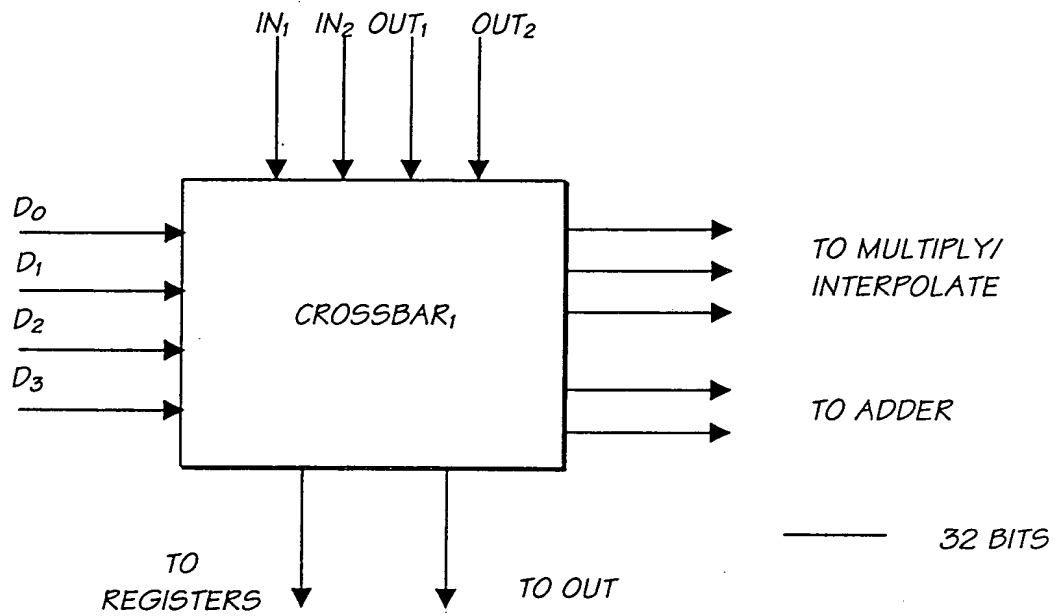 IN₁ IN₂ OUT₁ OUT₂
D₀
D₁
D₂
D₃
CROSSBAR₁
TO MULTIPLY/
INTERPOLATE
TO ADDER
32 BITS
TO
REGISTERS
TO OUT